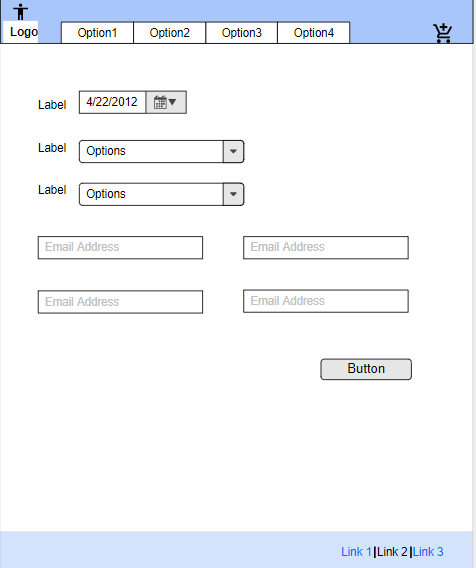 Logo Option1 Option2 Option3 Option4
Label 4/22/2012
Label Options
Label Options
Email Address Email Address
Email Address Email Address
Button
Link 1|Link 2|Link 3